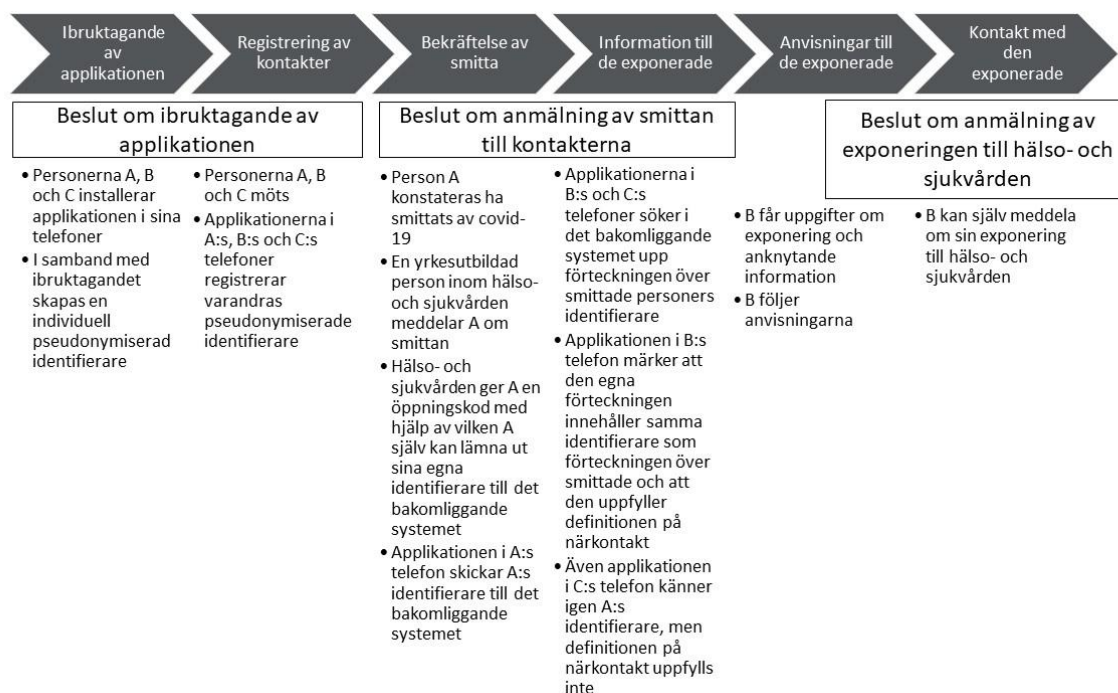 Ibruktagande
av
applikationen
Registrering av
kontakter
Bekräftelse av
smitta
Information till
de exponerade
Anvisningar till
de exponerade
Kontakt med
den
exponerade
Beslut om ibruktagande av
applikationen
Beslut om anmälning av smittan
till kontakterna
Beslut om anmälning av
exponeringen till hälso- och
sjukvården
• Personerna A, B
och C installerar
applikationen i sina
telefoner
• I samband med
ibruktagandet
skapas en
individuell
pseudonymiserad
identifierare
• Personerna A, B
och C möts
• Applikationerna i
A:s, B:s och C:s
telefoner
registrerar
varandras
pseudonymiserade
identifierare
• Person A
konstateras ha
smittats av covid-
19
• En yrkesutbildad
person inom hälso-
och sjukvården
meddelar A om
smittan
• Hälso- och
sjukvården ger A en
öppningskod med
hjälp av vilken A
själv kan lämna ut
sina egna
identifierare till det
bakomliggande
systemet
• Applikationen i A:s
telefon skickar A:s
identifierare till det
bakomliggande
systemet
• Applikationerna i
B:s och C:s
telefoner söker i
det bakomliggande
systemet upp
förteckningen över
smittade personers
identifierare
• Applikationen i B:s
telefon märker att
den egna
förteckningen
innehåller samma
identifierare som
förteckningen över
smittade och att
den uppfyller
definitionen på
närkontakt
• Även applikationen
i C:s telefon känner
igen A:s
identifierare, men
definitionen på
närkontakt uppfylls
inte
• B får uppgifter om
exponering och
anknytande
information
• B följer
anvisningarna
• B kan själv meddela
om sin exponering
till hälso- och
sjukvården